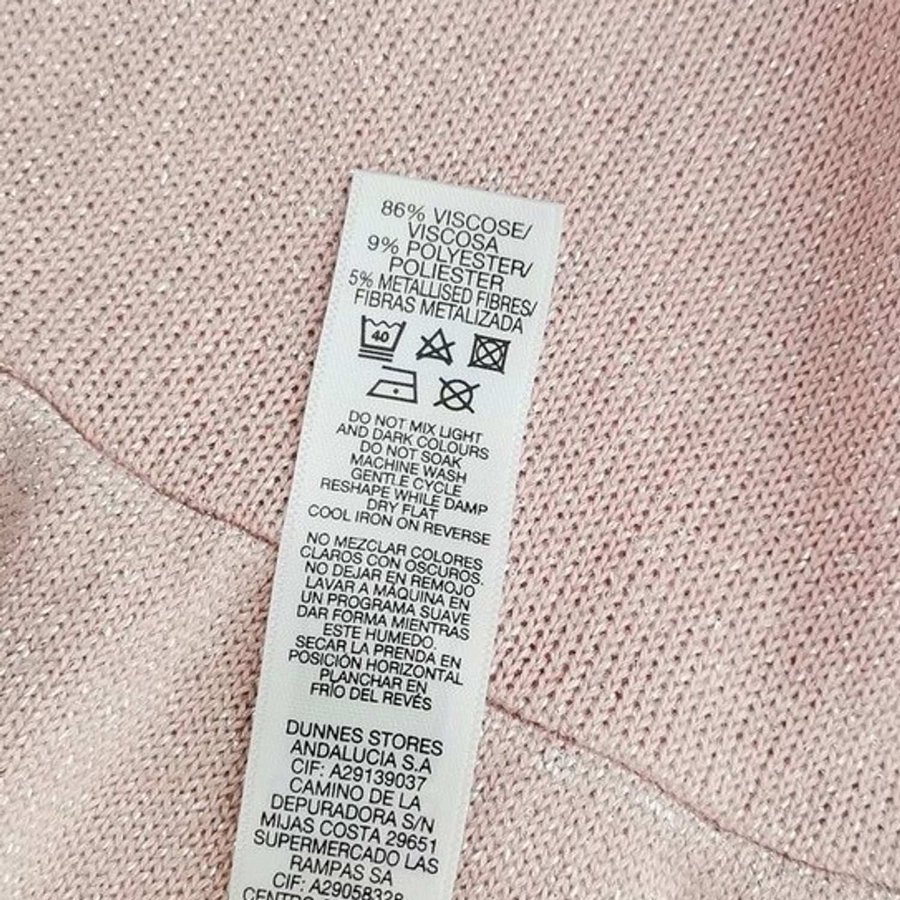 86% VISCOSE/
VISCOSA
9% POLYESTER/
POLIESTER
5% METALLISED FIBRES/
FIBRAS METALIZADA
40
DO NOT MIX LIGHT
AND DARK COLOURS
DO NOT SOAK
MACHINE WASH
GENTLE CYCLE
RESHAPE WHILE DAMP
DRY FLAT
COOL IRON ON REVERSE
NO MEZCLAR COLORES
CLAROS CON OSCUROS.
NO DEJAR EN REMOJO
LAVAR A MÁQUINA EN
UN PROGRAMA SUAVE
DAR FORMA MIENTRAS
ESTE HUMEDO.
SECAR LA PRENDA EN
POSICIÓN HORIZONTAL
PLANCHAR EN
FRÍO DEL REVÉS
DUNNES STORES
ANDALUCIA S.A
CIF: A29139037
CAMINO DE LA
DEPURADORA S/N
MIJAS COSTA 29651
SUPERMERCADO LAS
RAMPAS SA
CIF: A29058328
CENTRO